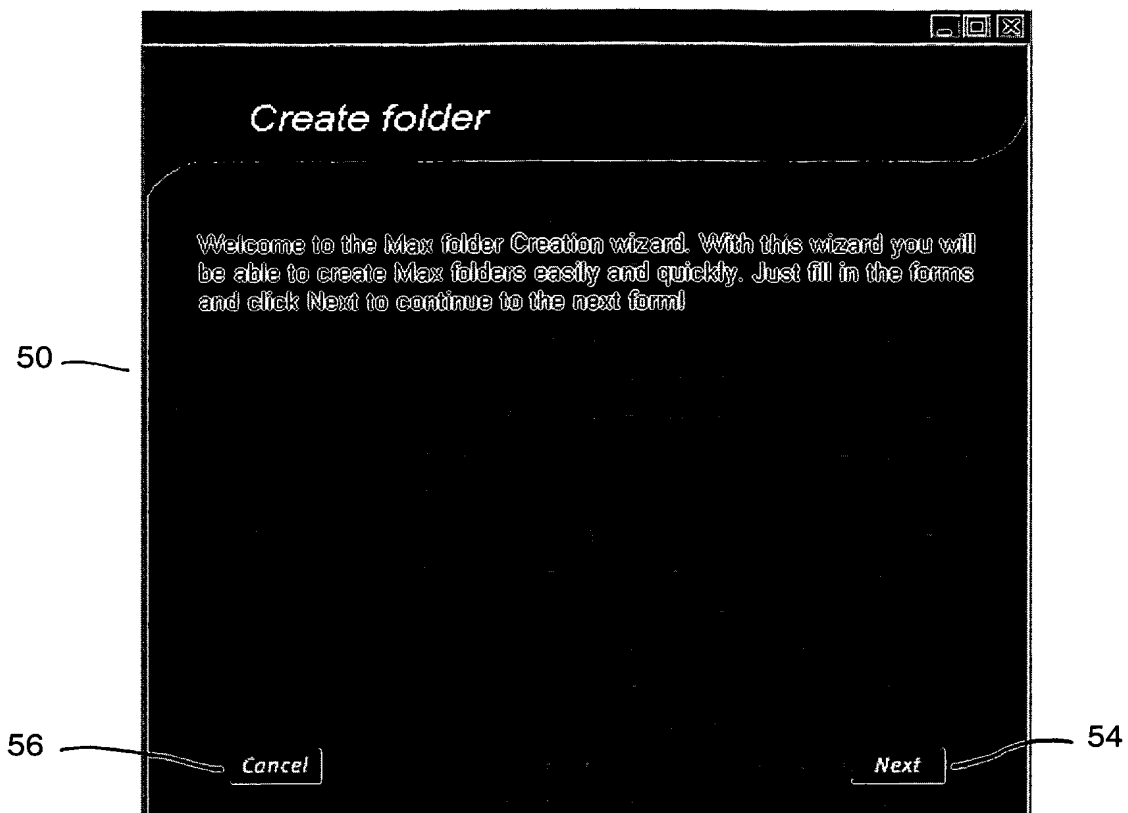 Create folder
Welcome to the Max folder Creation wizard. With this wizard you will
be able to create Max folders easily and quickly. Just fill in the forms
and click Next to continue to the next form!
50
56 Cancel Next 54